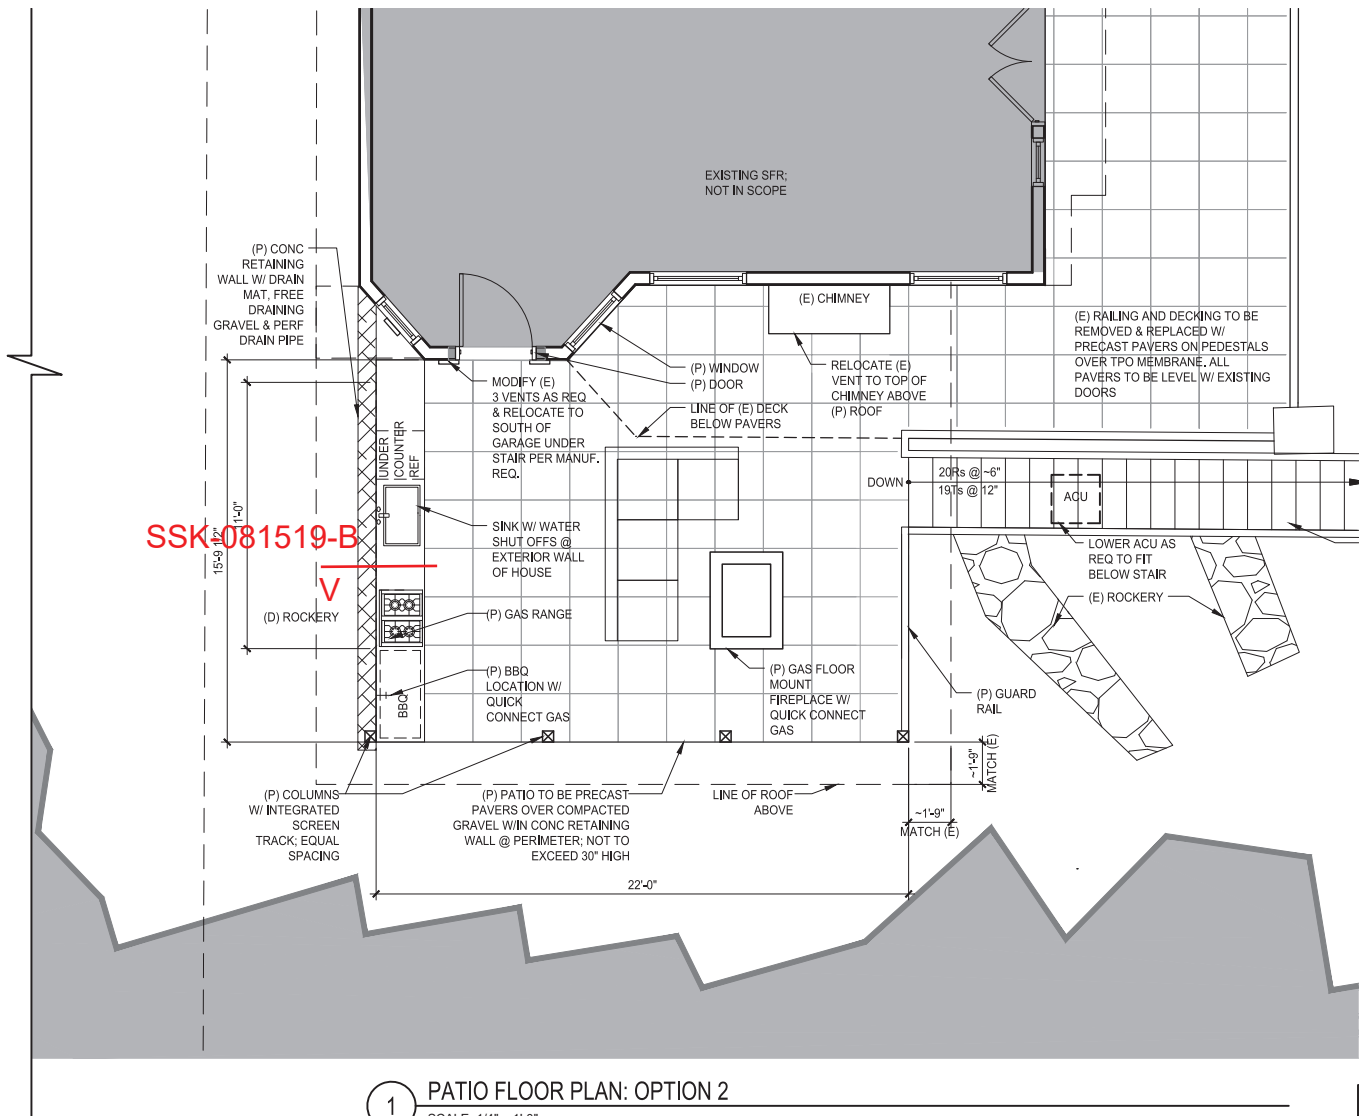 EXISTING SFR;
NOT IN SCOPE
(P) CONC
RETAINING
WALL W/ DRAIN
MAT, FREE
DRAINING
GRAVEL & PERF
DRAIN PIPE
(E) CHIMNEY
(E) RAILING AND DECKING TO BE
REMOVED & REPLACED W/
PRECAST PAVERS ON PEDESTALS
OVER TPO MEMBRANE. ALL
PAVERS TO BE LEVEL W/ EXISTING
DOORS
(P) WINDOW
(P) DOOR
RELOCATE (E)
VENT TO TOP OF
CHIMNEY ABOVE
(P) ROOF
MODIFY (E)
3 VENTS AS REQ
& RELOCATE TO
SOUTH OF
GARAGE UNDER
STAIR PER MANUF.
REQ.
LINE OF (E) DECK
BELOW PAVERS
UNDER
COUNTER
REF
DOWN
20Rs @ ~6"
19Ts @ 12"
ACU
11'-0"
15'-9 1/2"
SSK-081519-B
V
SINK W/ WATER
SHUT OFFS @
EXTERIOR WALL
OF HOUSE
LOWER ACU AS
REQ TO FIT
BELOW STAIR
(E) ROCKERY
(D) ROCKERY
(P) GAS RANGE
(P) BBQ
LOCATION W/
QUICK
CONNECT GAS
BBQ
(P) GAS FLOOR
MOUNT
FIREPLACE W/
QUICK CONNECT
GAS
(P) GUARD
RAIL
~1'-9"
MATCH (E)
(P) COLUMNS
W/ INTEGRATED
SCREEN
TRACK; EQUAL
SPACING
(P) PATIO TO BE PRECAST
PAVERS OVER COMPACTED
GRAVEL W/IN CONC RETAINING
WALL @ PERIMETER; NOT TO
EXCEED 30" HIGH
LINE OF ROOF
ABOVE
~1'-9"
MATCH (E)
22'-0"
1
PATIO FLOOR PLAN: OPTION 2